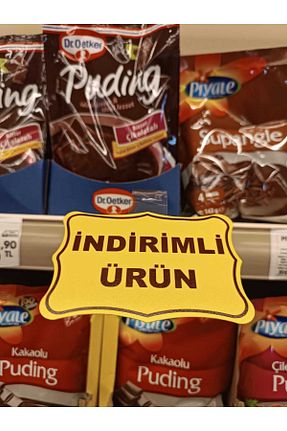 Dr.Oetker
Puding
Bitter
Çikolatalı
Piyale
Supangle
4
Dr.Oetker
,90
TL
İNDİRİMLİ
ÜRÜN
Piyale
Kakaolu
Puding
Piyale
Kakaolu
Puding
Piyale